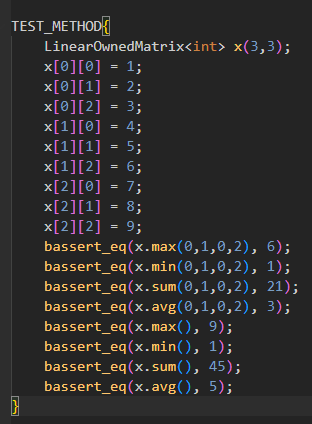 TEST_METHOD{
    LinearOwnedMatrix<int> x(3,3);
    x[0][0] = 1;
    x[0][1] = 2;
    x[0][2] = 3;
    x[1][0] = 4;
    x[1][1] = 5;
    x[1][2] = 6;
    x[2][0] = 7;
    x[2][1] = 8;
    x[2][2] = 9;
    bassert_eq(x.max(0,1,0,2), 6);
    bassert_eq(x.min(0,1,0,2), 1);
    bassert_eq(x.sum(0,1,0,2), 21);
    bassert_eq(x.avg(0,1,0,2), 3);
    bassert_eq(x.max(), 9);
    bassert_eq(x.min(), 1);
    bassert_eq(x.sum(), 45);
    bassert_eq(x.avg(), 5);
}